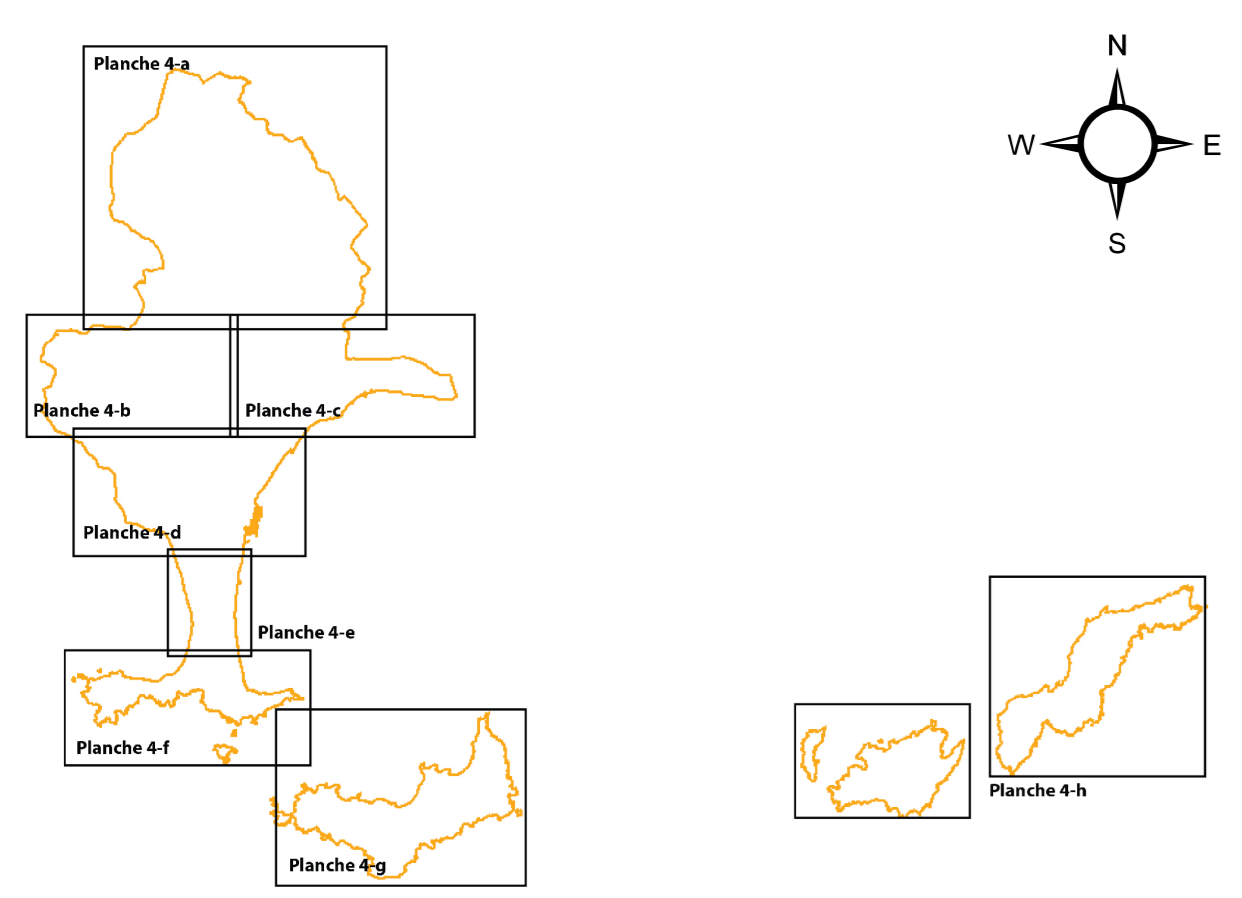 N
Planche 4-a
W
E
S
Planche 4-b
Planche 4-c
Planche 4-d
Planche 4-e
Planche 4-f
Planche 4-h
Planche 4-g